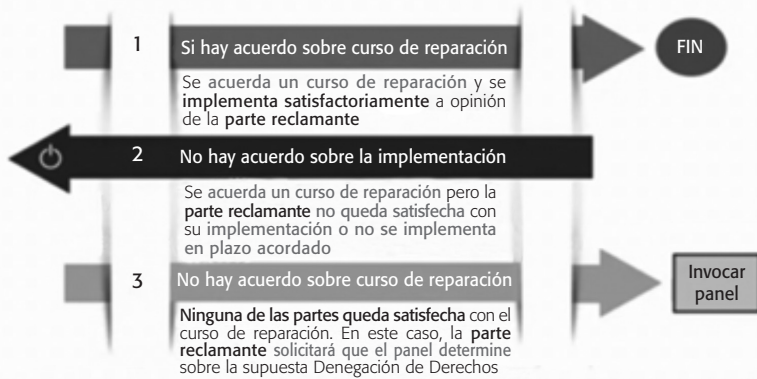 1 Si hay acuerdo sobre curso de reparación
FIN
Se acuerda un curso de reparación y se
implementa satisfactoriamente a opinión
de la parte reclamante
2 No hay acuerdo sobre la implementación
Se acuerda un curso de reparación pero la
parte reclamante no queda satisfecha con
su implementación o no se implementa
en plazo acordado
3 No hay acuerdo sobre curso de reparación
Invocar
panel
Ninguna de las partes queda satisfecha con el
curso de reparación. En este caso, la parte
reclamante solicitará que el panel determine
sobre la supuesta Denegación de Derechos